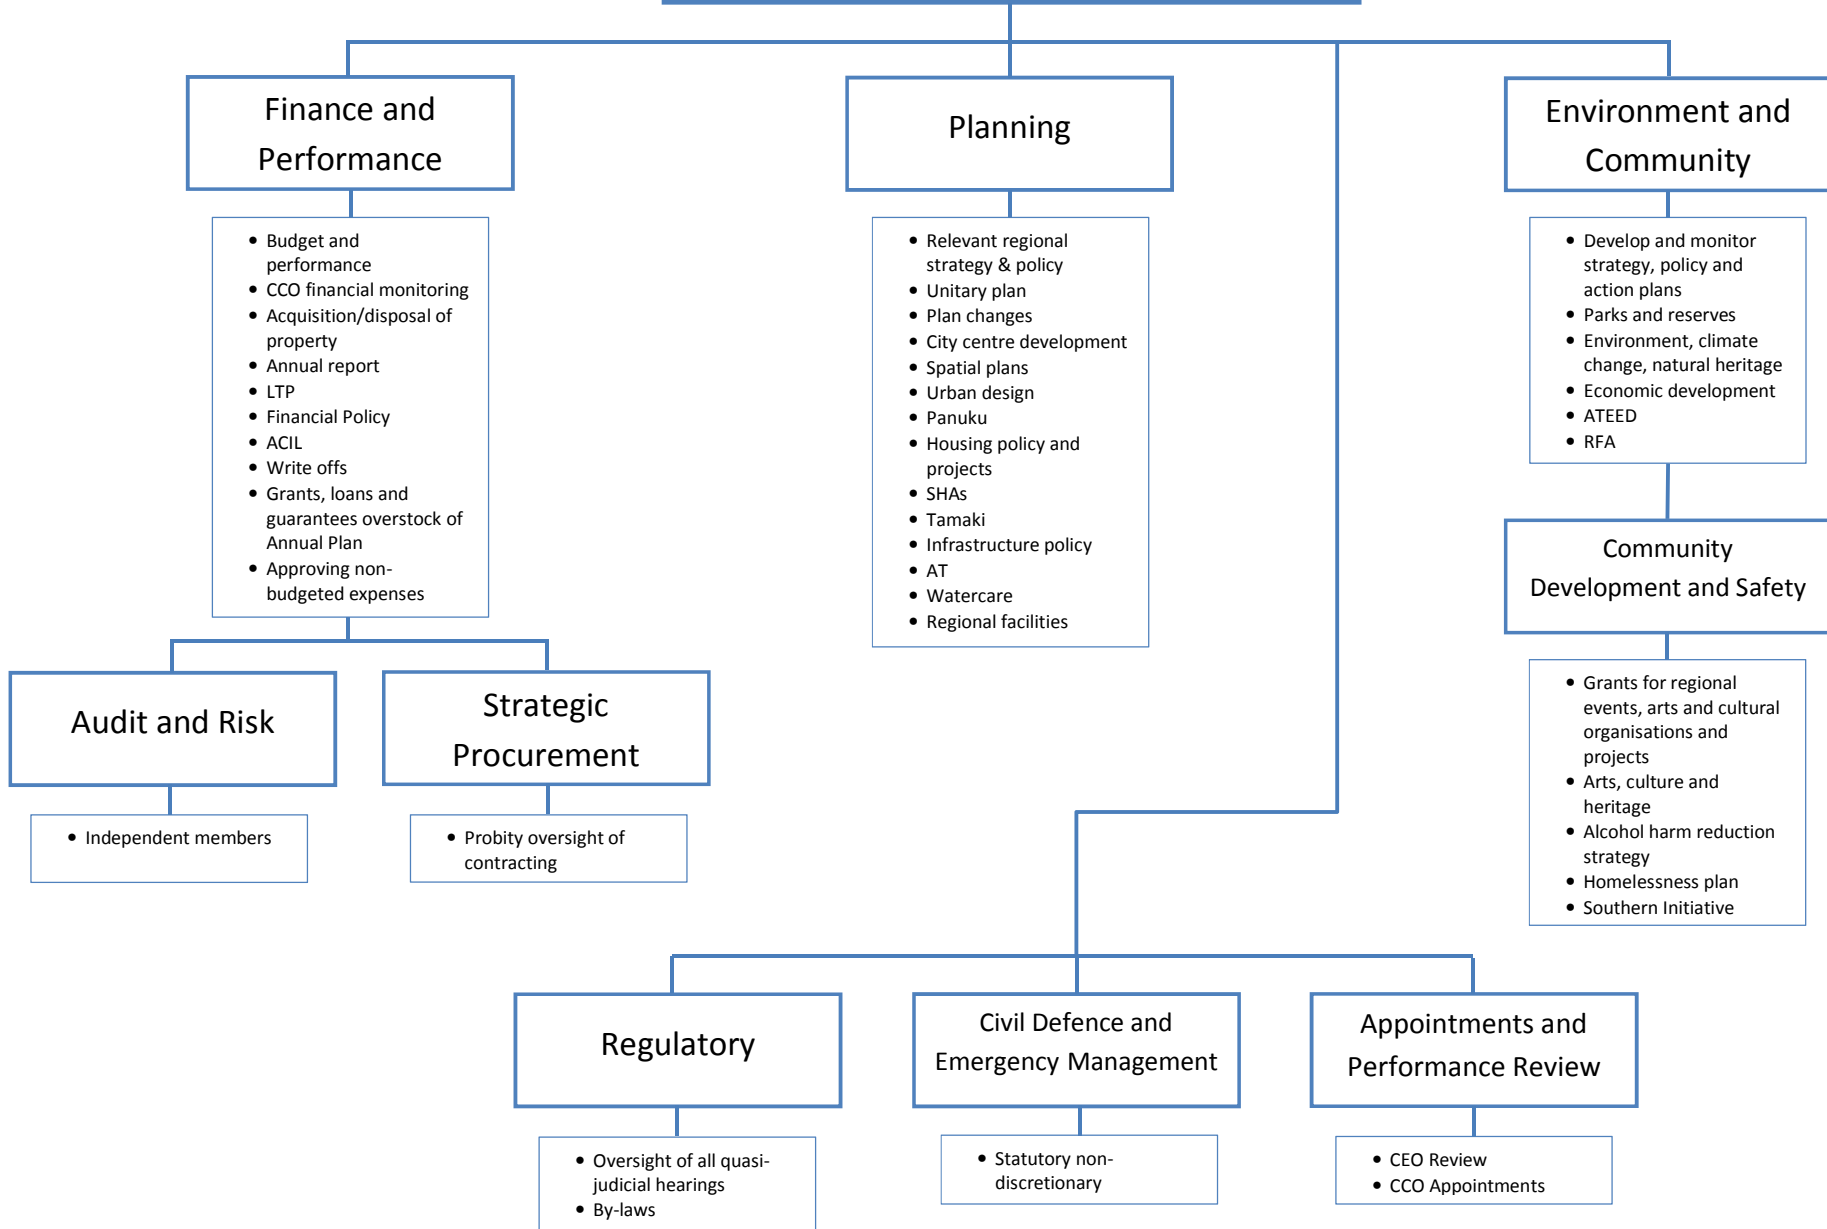 Finance and
Performance
• Budget and
performance
• CCO financial monitoring
• Acquisition/disposal of
property
• Annual report
• LTP
• Financial Policy
• ACIL
• Write offs
• Grants, loans and
guarantees overstock of
Annual Plan
• Approving non-
budgeted expenses
Audit and Risk
• Independent members
Strategic
Procurement
• Probity oversight of
contracting
Planning
• Relevant regional
strategy & policy
• Unitary plan
• Plan changes
• City centre development
• Spatial plans
• Urban design
• Panuku
• Housing policy and
projects
• SHAs
• Tamaki
• Infrastructure policy
• AT
• Watercare
• Regional facilities
Environment and
Community
• Develop and monitor
strategy, policy and
action plans
• Parks and reserves
• Environment, climate
change, natural heritage
• Economic development
• ATEED
• RFA
Community
Development and Safety
• Grants for regional
events, arts and cultural
organisations and
projects
• Arts, culture and
heritage
• Alcohol harm reduction
strategy
• Homelessness plan
• Southern Initiative
Regulatory
• Oversight of all quasi-
judicial hearings
• By-laws
Civil Defence and
Emergency Management
• Statutory non-
discretionary
Appointments and
Performance Review
• CEO Review
• CCO Appointments